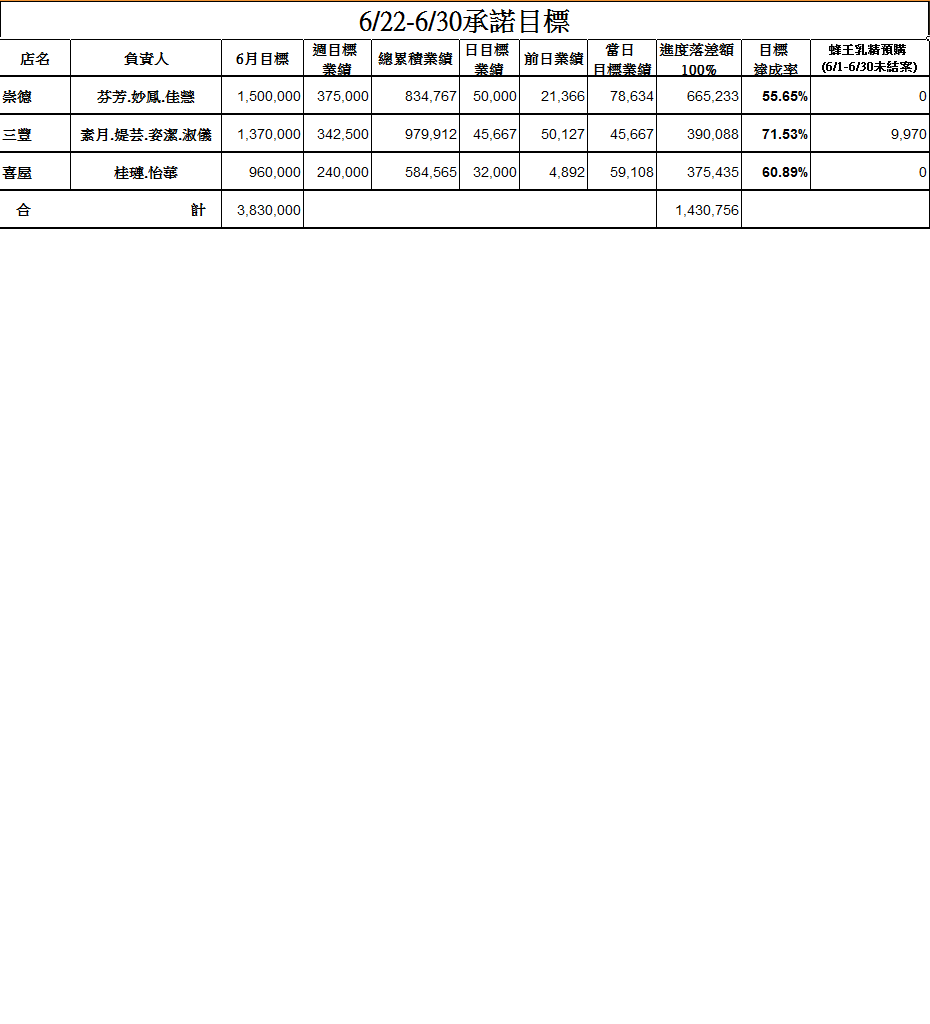 6/22-6/30承諾目標
店名 負責人 6月目標 週目標業績 總累積業績 日目標業績 前日業績 當日目標業績 進度落差額100% 目標達成率 蜂王乳精預購(6/1-6/30未結案)
崇德 芬芳.妙鳳.佳慧 1,500,000 375,000 834,767 50,000 21,366 78,634 665,233 55.65% 0
三豐 素月.媞芸.姿潔.淑儀 1,370,000 342,500 979,912 45,667 50,127 45,667 390,088 71.53% 9,970
喜屋 桂璉.怡華 960,000 240,000 584,565 32,000 4,892 59,108 375,435 60.89% 0
合 計 3,830,000 1,430,756